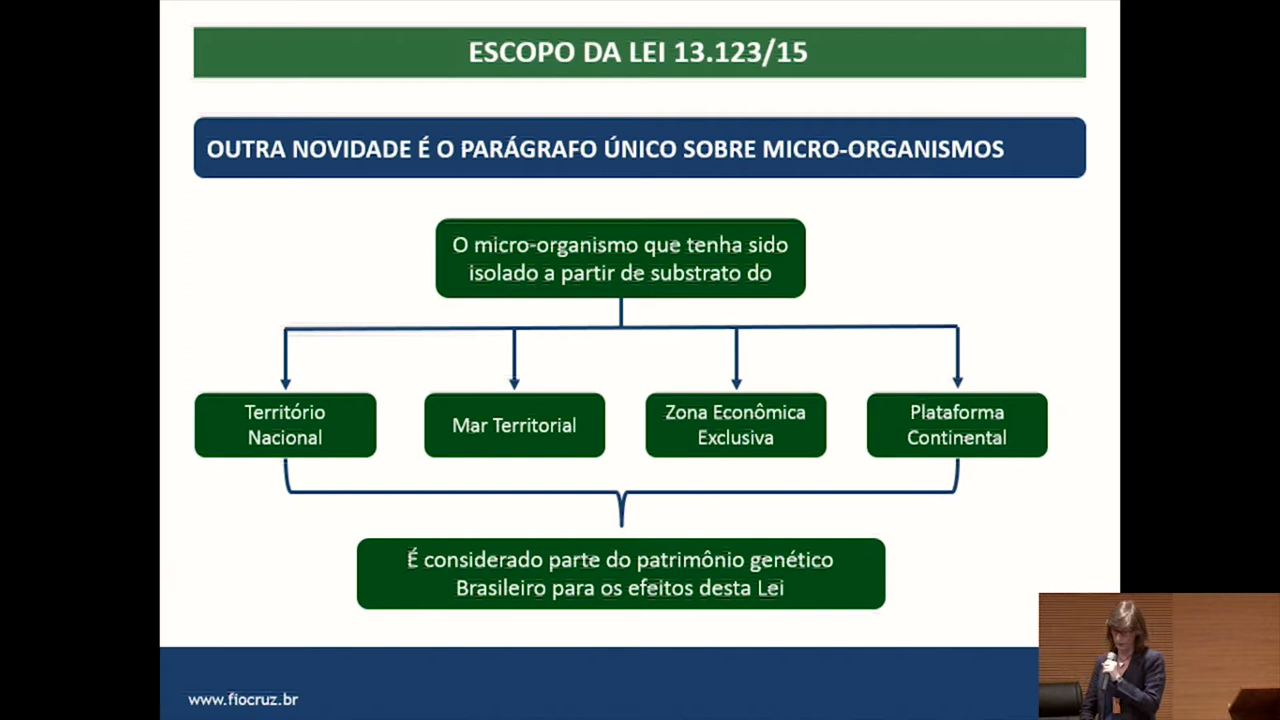 ESCOPO DA LEI 13.123/15
OUTRA NOVIDADE É O PARÁGRAFO ÚNICO SOBRE MICRO-ORGANISMOS
O micro-organismo que tenha sido
isolado a partir de substrato do
Território
Nacional
Mar Territorial
Zona Econômica
Exclusiva
Plataforma
Continental
É considerado parte do patrimônio genético
Brasileiro para os efeitos desta Lei
www.fiocruz.br